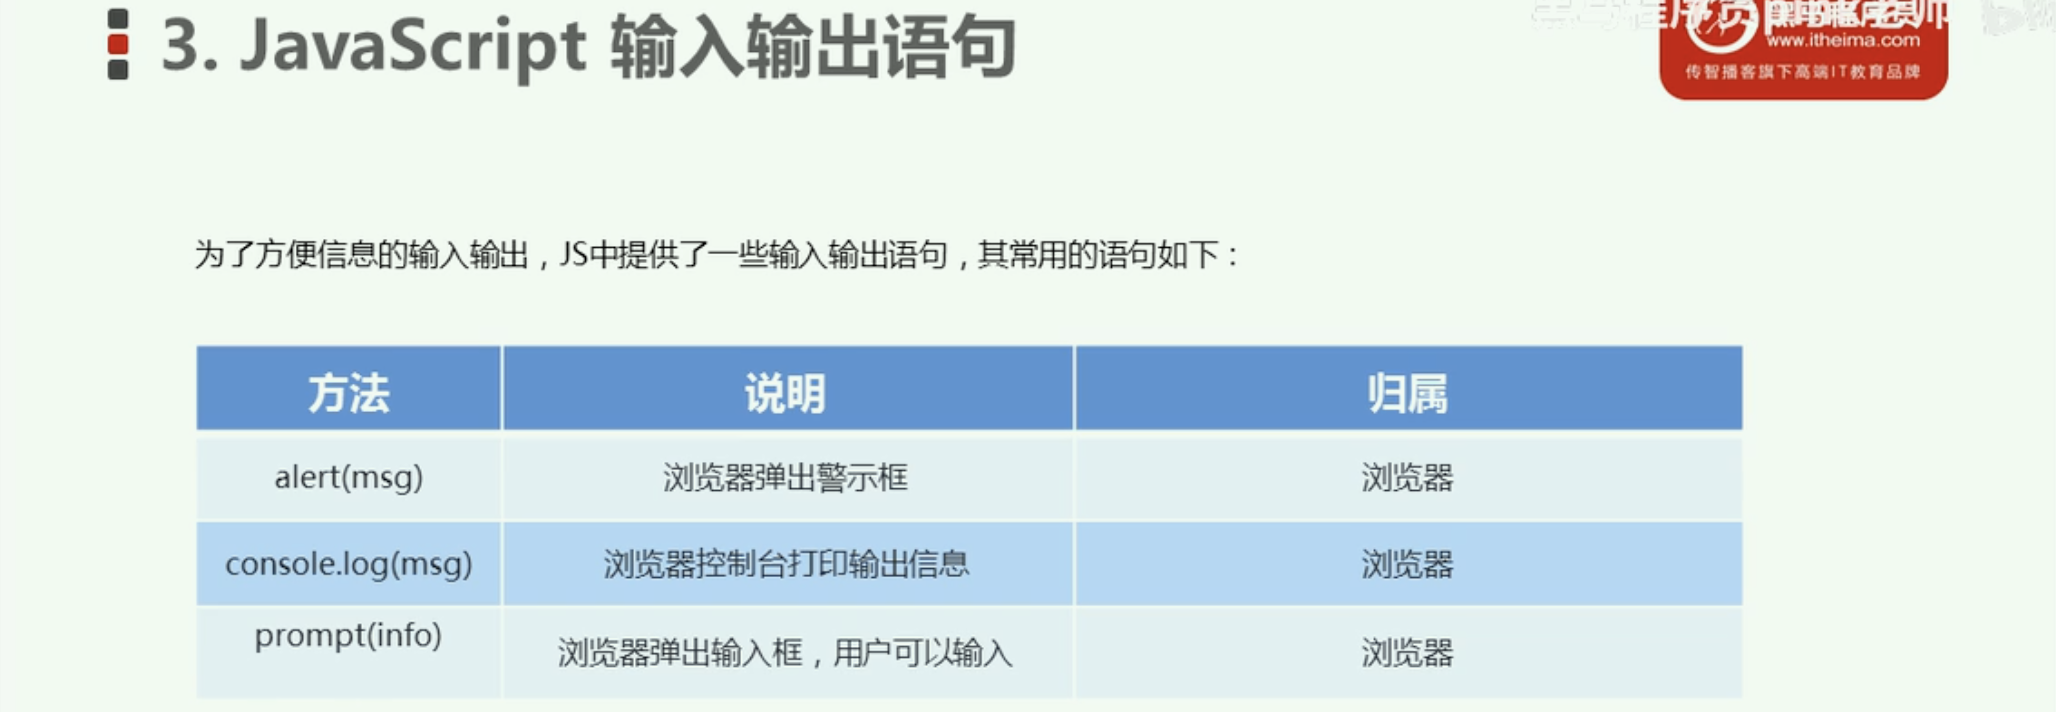 3. JavaScript 输入输出语句
www.itheima.com
传智播客旗下高端IT教育品牌
为了方便信息的输入输出，JS中提供了一些输入输出语句，其常用的语句如下：
方法 说明 归属
alert(msg) 浏览器弹出警示框 浏览器
console.log(msg) 浏览器控制台打印输出信息 浏览器
prompt(info) 浏览器弹出输入框，用户可以输入 浏览器